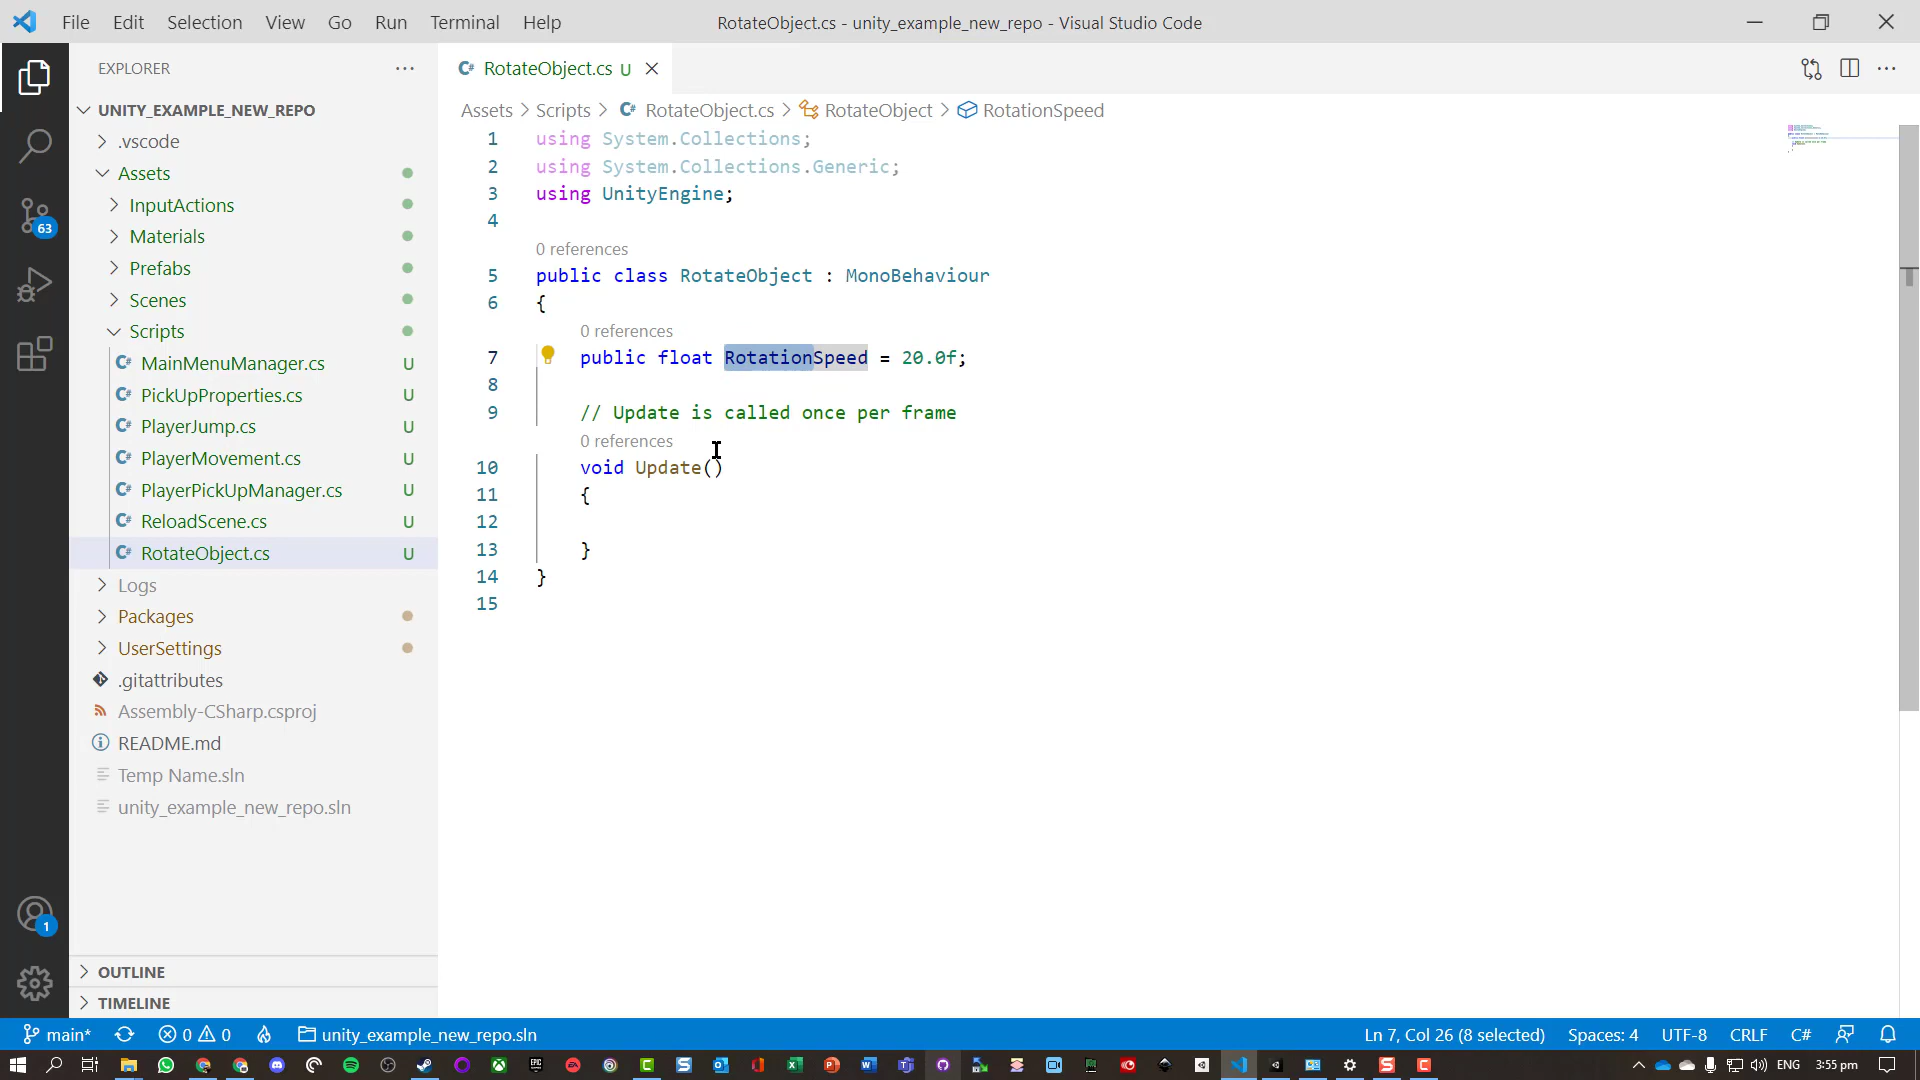 File Edit Selection View Go Run Terminal Help
RotateObject.cs - unity_example_new_repo - Visual Studio Code
EXPLORER
UNITY_EXAMPLE_NEW_REPO
.vscode
Assets
InputActions
Materials
Prefabs
Scenes
Scripts
MainMenuManager.cs U
PickUpProperties.cs U
PlayerJump.cs U
PlayerMovement.cs U
PlayerPickUpManager.cs U
ReloadScene.cs U
RotateObject.cs U
Logs
Packages
UserSettings
.gitattributes
Assembly-CSharp.csproj
README.md
Temp Name.sln
unity_example_new_repo.sln
OUTLINE
TIMELINE
63
1
RotateObject.cs U
Assets > Scripts > RotateObject.cs > RotateObject > RotationSpeed
1 using System.Collections;
2 using System.Collections.Generic;
3 using UnityEngine;
4
0 references
5 public class RotateObject : MonoBehaviour
6 {
0 references
7 public float RotationSpeed = 20.0f;
8
9 // Update is called once per frame
0 references
10 void Update()
11 {
12
13 }
14 }
15
main* 0 0 unity_example_new_repo.sln
Ln 7, Col 26 (8 selected) Spaces: 4 UTF-8 CRLF C#
ENG 3:55 pm